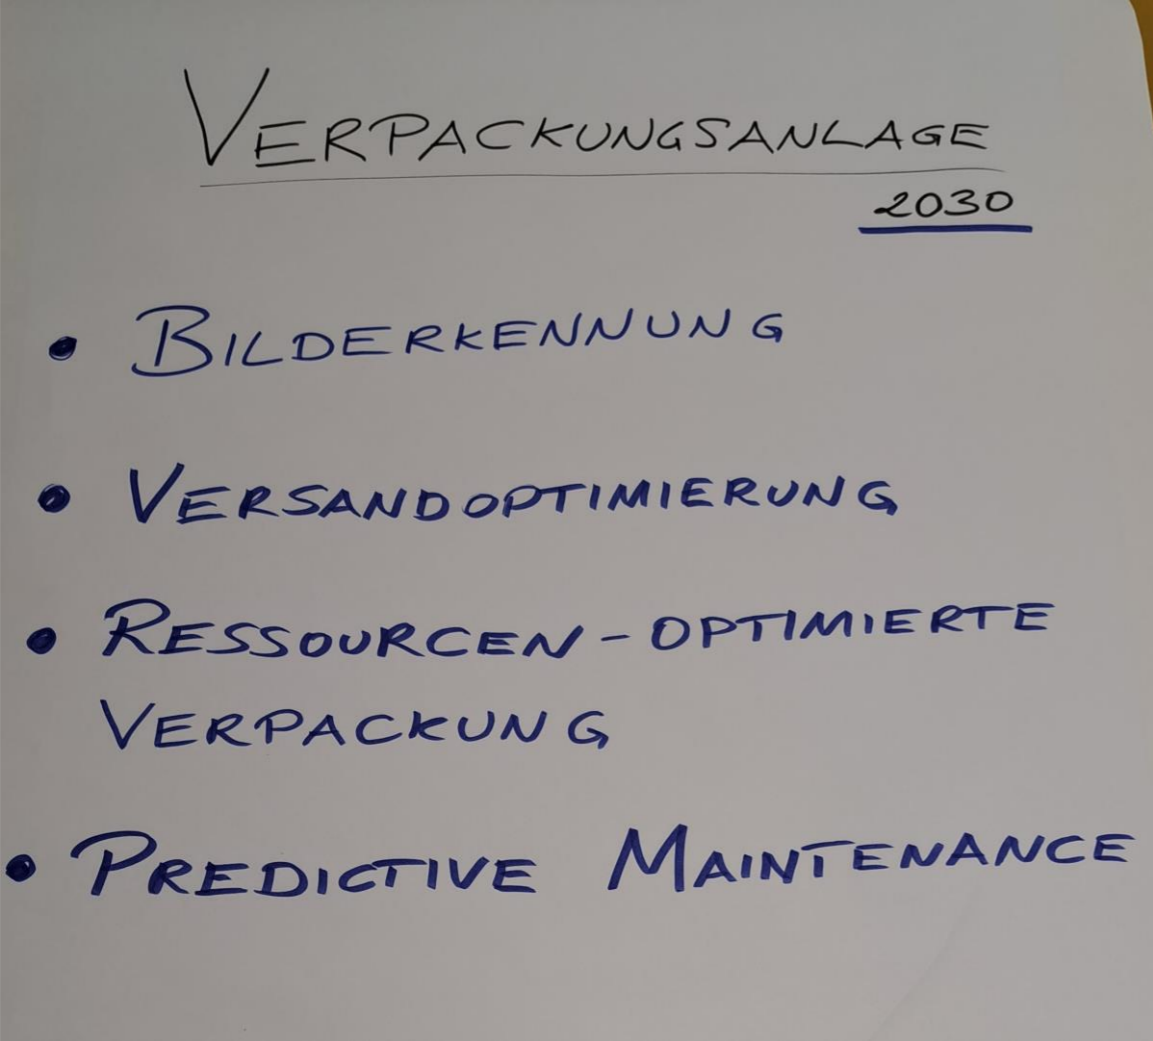 VERPACKUNGSANLAGE
2030
• BILDERKENNUNG
• VERSANDOPTIMIERUNG
• RESSOURCEN-OPTIMIERTE
VERPACKUNG
• PREDICTIVE MAINTENANCE